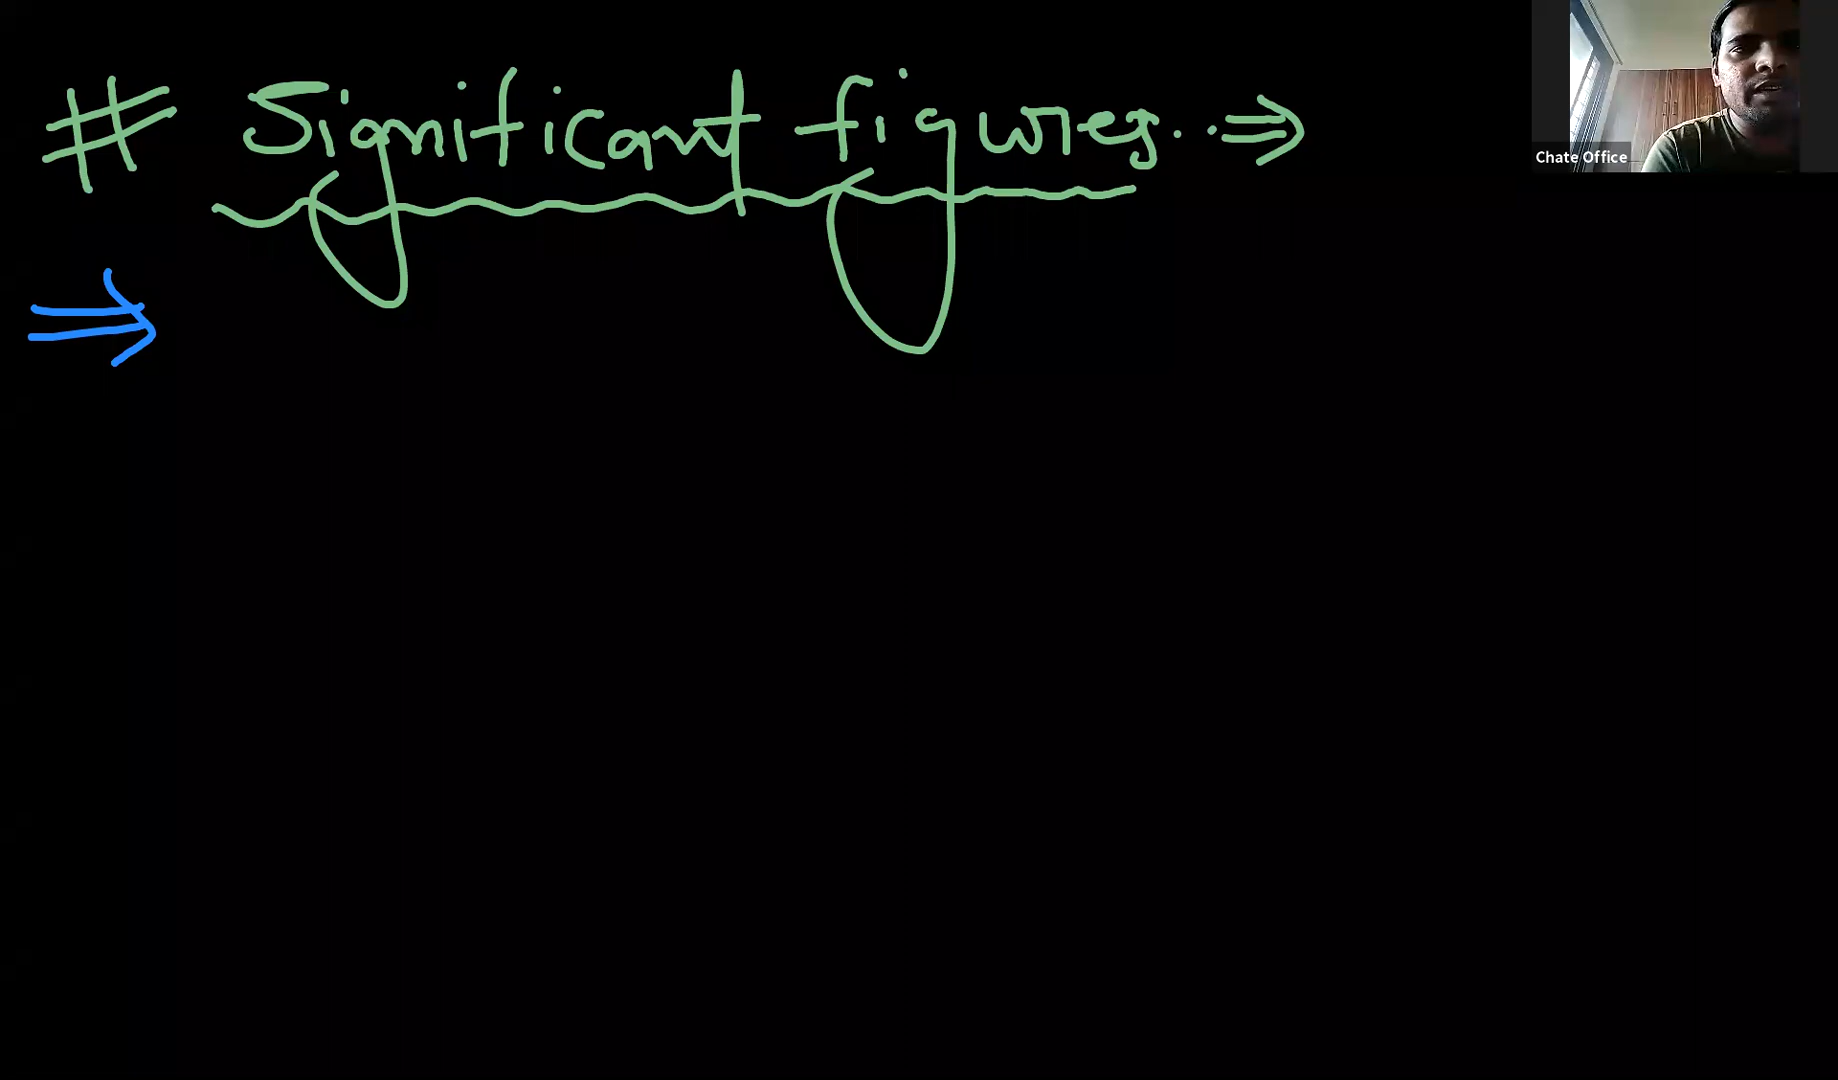 # Significant figures. . ⇒
Chate Office
⇒